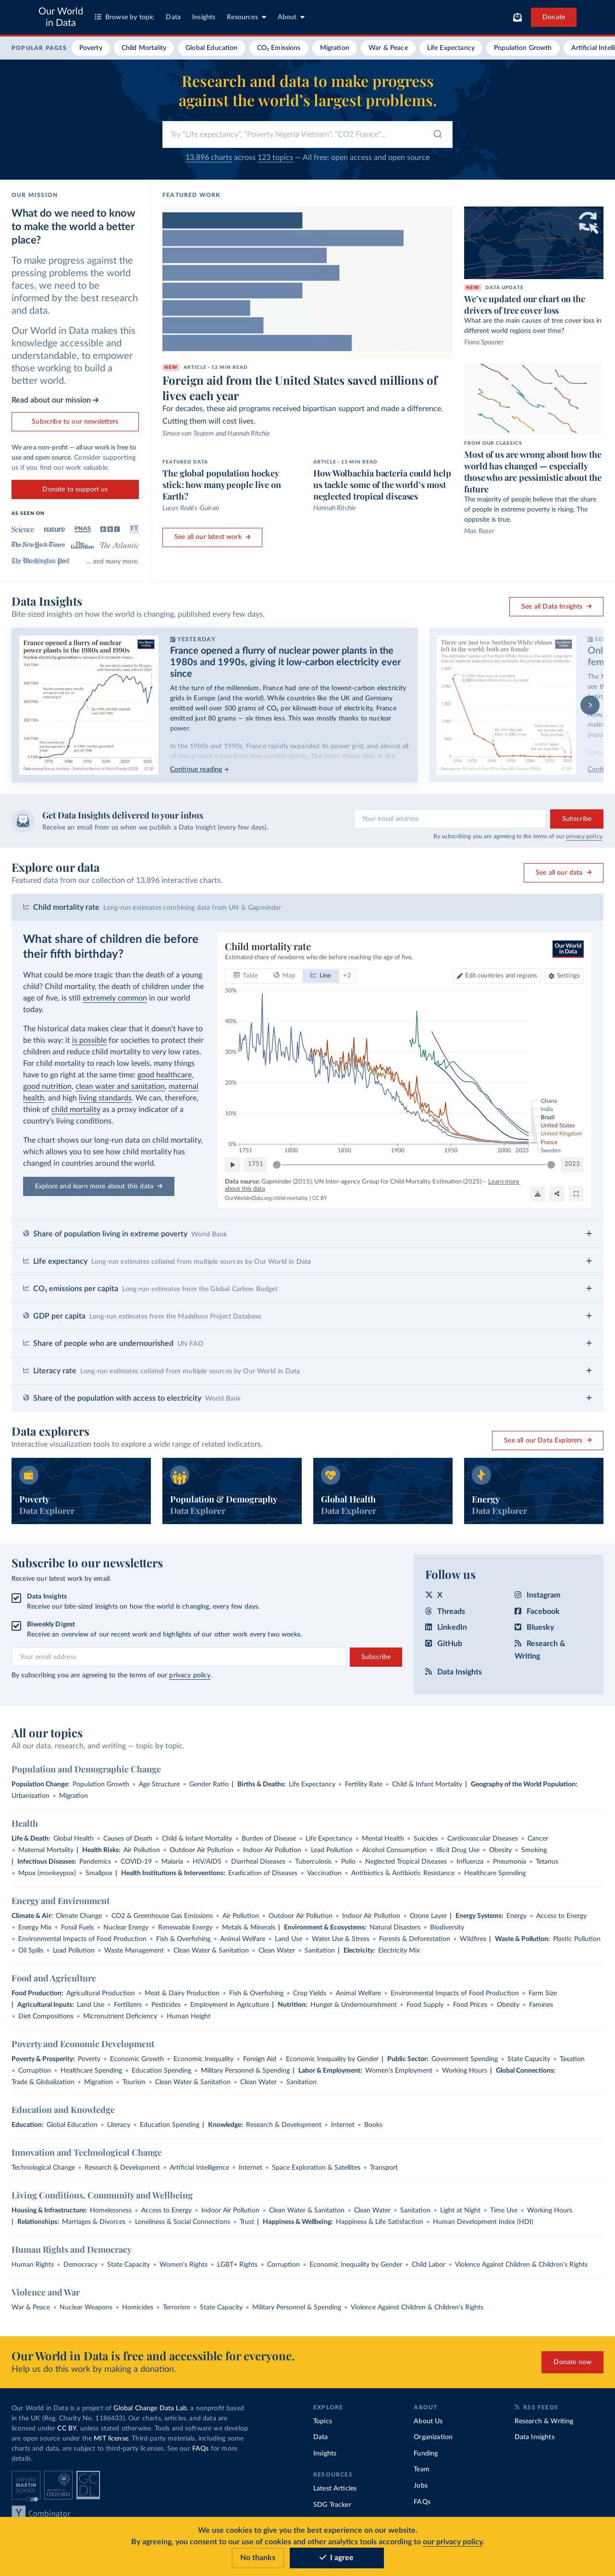 Our World
in Data
Browse by topic
Data
Insights
Resources
About
Donate
POPULAR PAGES
Poverty
Child Mortality
Global Education
CO₂ Emissions
Migration
War & Peace
Life Expectancy
Population Growth
Artificial Intelli
Research and data to make progress
against the world's largest problems.
Try "Life expectancy", "Poverty Nigeria Vietnam", "CO2 France"...
13,896 charts across 123 topics — All free: open access and open source
OUR MISSION
What do we need to know
to make the world a better
place?
To make progress against the
pressing problems the world
faces, we need to be
informed by the best research
and data.
Our World in Data makes this
knowledge accessible and
understandable, to empower
those working to build a
better world.
Read about our mission →
Subscribe to our newsletters
We are a non-profit — all our work is free to
use and open source. Consider supporting
us if you find our work valuable.
Donate to support us
AS SEEN ON
Science
nature
PNAS
BBC
FT
The New York Times
The Guardian
The Atlantic
The Washington Post
... and many more.
FEATURED WORK
NEW ARTICLE - 12 MIN READ
Foreign aid from the United States saved millions of
lives each year
For decades, these aid programs received bipartisan support and made a difference.
Cutting them will cost lives.
Simon van Teutem and Hannah Ritchie
FEATURED DATA
The global population hockey
stick: how many people live on
Earth?
Lucas Rodés-Guirao
ARTICLE - 13 MIN READ
How Wolbachia bacteria could help
us tackle some of the world's most
neglected tropical diseases
Hannah Ritchie
See all our latest work →
NEW DATA UPDATE
We've updated our chart on the
drivers of tree cover loss
What are the main causes of tree cover loss in
different world regions over time?
Fiona Spooner
FROM OUR CLASSICS
Most of us are wrong about how the
world has changed — especially
those who are pessimistic about the
future
The majority of people believe that the share
of people in extreme poverty is rising. The
opposite is true.
Max Roser
Data Insights
Bite-sized insights on how the world is changing, published every few days.
See all Data Insights →
France opened a flurry of nuclear
power plants in the 1980s and 1990s
YESTERDAY
France opened a flurry of nuclear power plants in the
1980s and 1990s, giving it low-carbon electricity ever
since
At the turn of the millennium, France had one of the lowest-carbon electricity
grids in Europe (and the world). While countries like the UK and Germany
emitted well over 500 grams of CO₂ per kilowatt-hour of electricity, France
emitted just 80 grams — six times less. This was mostly thanks to nuclear
power.
In the 1980s and 1990s, France rapidly expanded its power grid, and almost all
of this growth came from new nuclear plants. The chart shows this: in the
Continue reading →
There are just two Northern White rhinos
left in the world; both are female
Get Data Insights delivered to your inbox
Receive an email from us when we publish a Data Insight (every few days).
Your email address
Subscribe
By subscribing you are agreeing to the terms of our privacy policy.
Explore our data
Featured data from our collection of 13,896 interactive charts.
See all our data →
Child mortality rate Long-run estimates combining data from UN & Gapminder
What share of children die before
their fifth birthday?
What could be more tragic than the death of a young
child? Child mortality, the death of children under the
age of five, is still extremely common in our world
today.
The historical data makes clear that it doesn't have to
be this way: it is possible for societies to protect their
children and reduce child mortality to very low rates.
For child mortality to reach low levels, many things
have to go right at the same time: good healthcare,
good nutrition, clean water and sanitation, maternal
health, and high living standards. We can, therefore,
think of child mortality as a proxy indicator of a
country's living conditions.
The chart shows our long-run data on child mortality,
which allows you to see how child mortality has
changed in countries around the world.
Explore and learn more about this data →
Child mortality rate
Estimated share of newborns who die before reaching the age of five.
Our World
in Data
Table
Map
Line
+2
Edit countries and regions
Settings
50%
40%
30%
20%
10%
0%
1751
1800
1850
1900
1950
2000
2023
Ghana
India
Brazil
United States
United Kingdom
France
Sweden
1751
2023
Data source: Gapminder (2015); UN Inter-agency Group for Child Mortality Estimation (2025) – Learn more
about this data
OurWorldinData.org/child-mortality | CC BY
Share of population living in extreme poverty World Bank
Life expectancy Long-run estimates collated from multiple sources by Our World in Data
CO₂ emissions per capita Long-run estimates from the Global Carbon Budget
GDP per capita Long-run estimates from the Maddison Project Database
Share of people who are undernourished UN FAO
Literacy rate Long-run estimates collated from multiple sources by Our World in Data
Share of the population with access to electricity World Bank
Data explorers
Interactive visualization tools to explore a wide range of related indicators.
See all our Data Explorers →
Poverty
Data Explorer
Population & Demography
Data Explorer
Global Health
Data Explorer
Energy
Data Explorer
Subscribe to our newsletters
Receive our latest work by email.
Data Insights
Receive our bite-sized insights on how the world is changing, every few days.
Biweekly Digest
Receive an overview of our recent work and highlights of our other work every two weeks.
Your email address
Subscribe
By subscribing you are agreeing to the terms of our privacy policy.
Follow us
X
Instagram
Threads
Facebook
LinkedIn
Bluesky
GitHub
Research &
Writing
Data Insights
All our topics
All our data, research, and writing — topic by topic.
Population and Demographic Change
Population Change: Population Growth • Age Structure • Gender Ratio | Births & Deaths: Life Expectancy • Fertility Rate • Child & Infant Mortality | Geography of the World Population:
Urbanization • Migration
Health
Life & Death: Global Health • Causes of Death • Child & Infant Mortality • Burden of Disease • Life Expectancy • Mental Health • Suicides • Cardiovascular Diseases • Cancer
• Maternal Mortality | Health Risks: Air Pollution • Outdoor Air Pollution • Indoor Air Pollution • Lead Pollution • Alcohol Consumption • Illicit Drug Use • Obesity • Smoking
| Infectious Diseases: Pandemics • COVID-19 • Malaria • HIV/AIDS • Diarrheal Diseases • Tuberculosis • Polio • Neglected Tropical Diseases • Influenza • Pneumonia • Tetanus
• Mpox (monkeypox) • Smallpox | Health Institutions & Interventions: Eradication of Diseases • Vaccination • Antibiotics & Antibiotic Resistance • Healthcare Spending
Energy and Environment
Climate & Air: Climate Change • CO2 & Greenhouse Gas Emissions • Air Pollution • Outdoor Air Pollution • Indoor Air Pollution • Ozone Layer | Energy Systems: Energy • Access to Energy
• Energy Mix • Fossil Fuels • Nuclear Energy • Renewable Energy • Metals & Minerals | Environment & Ecosystems: Natural Disasters • Biodiversity
• Environmental Impacts of Food Production • Fish & Overfishing • Animal Welfare • Land Use • Water Use & Stress • Forests & Deforestation • Wildfires | Waste & Pollution: Plastic Pollution
• Oil Spills • Lead Pollution • Waste Management • Clean Water & Sanitation • Clean Water • Sanitation | Electricity: Electricity Mix
Food and Agriculture
Food Production: Agricultural Production • Meat & Dairy Production • Fish & Overfishing • Crop Yields • Animal Welfare • Environmental Impacts of Food Production • Farm Size
| Agricultural Inputs: Land Use • Fertilizers • Pesticides • Employment in Agriculture | Nutrition: Hunger & Undernourishment • Food Supply • Food Prices • Obesity • Famines
• Diet Compositions • Micronutrient Deficiency • Human Height
Poverty and Economic Development
Poverty & Prosperity: Poverty • Economic Growth • Economic Inequality • Foreign Aid • Economic Inequality by Gender | Public Sector: Government Spending • State Capacity • Taxation
• Corruption • Healthcare Spending • Education Spending • Military Personnel & Spending | Labor & Employment: Women's Employment • Working Hours | Global Connections:
Trade & Globalization • Migration • Tourism • Clean Water & Sanitation • Clean Water • Sanitation
Education and Knowledge
Education: Global Education • Literacy • Education Spending | Knowledge: Research & Development • Internet • Books
Innovation and Technological Change
Technological Change • Research & Development • Artificial Intelligence • Internet • Space Exploration & Satellites • Transport
Living Conditions, Community and Wellbeing
Housing & Infrastructure: Homelessness • Access to Energy • Indoor Air Pollution • Clean Water & Sanitation • Clean Water • Sanitation • Light at Night • Time Use • Working Hours
| Relationships: Marriages & Divorces • Loneliness & Social Connections • Trust | Happiness & Wellbeing: Happiness & Life Satisfaction • Human Development Index (HDI)
Human Rights and Democracy
Human Rights • Democracy • State Capacity • Women's Rights • LGBT+ Rights • Corruption • Economic Inequality by Gender • Child Labor • Violence Against Children & Children's Rights
Violence and War
War & Peace • Nuclear Weapons • Homicides • Terrorism • State Capacity • Military Personnel & Spending • Violence Against Children & Children's Rights
Our World in Data is free and accessible for everyone.
Help us do this work by making a donation.
Donate now
Our World in Data is a project of Global Change Data Lab, a nonprofit based
in the UK (Reg. Charity No. 1186433). Our charts, articles, and data are
licensed under CC BY, unless stated otherwise. Tools and software we develop
are open source under the MIT license. Third-party materials, including some
charts and data, are subject to third-party licenses. See our FAQs for more
details.
OXFORD
MARTIN
SCHOOL
OXFORD
GCDL
Y Combinator
EXPLORE
Topics
Data
Insights
RESOURCES
Latest Articles
SDG Tracker
ABOUT
About Us
Organization
Funding
Team
Jobs
FAQs
RSS FEEDS
Research & Writing
Data Insights
We use cookies to give you the best experience on our website.
By agreeing, you consent to our use of cookies and other analytics tools according to our privacy policy.
No thanks
I agree